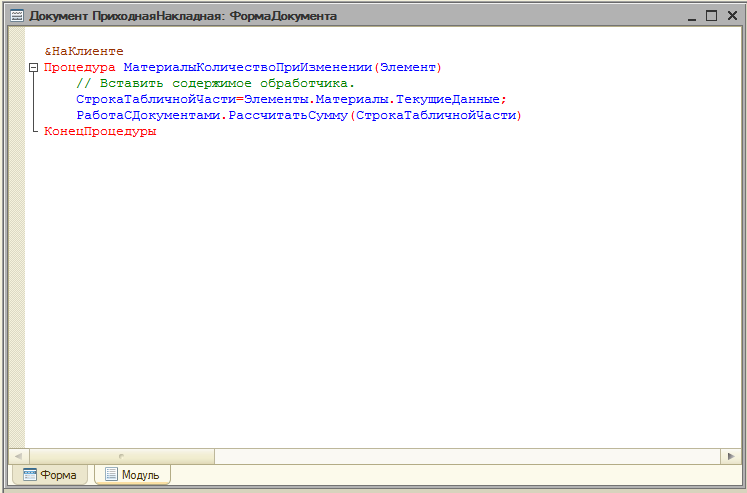 Документ ПриходнаяНакладная: ФормаДокумента
&НаКлиенте
Процедура МатериалыКоличествоПриИзменении(Элемент)
// Вставить содержимое обработчика.
СтрокаТабличнойЧасти=Элементы.Материалы.ТекущиеДанные;
РаботаСДокументами.РассчитатьСумму(СтрокаТабличнойЧасти)
КонецПроцедуры
Форма Модуль